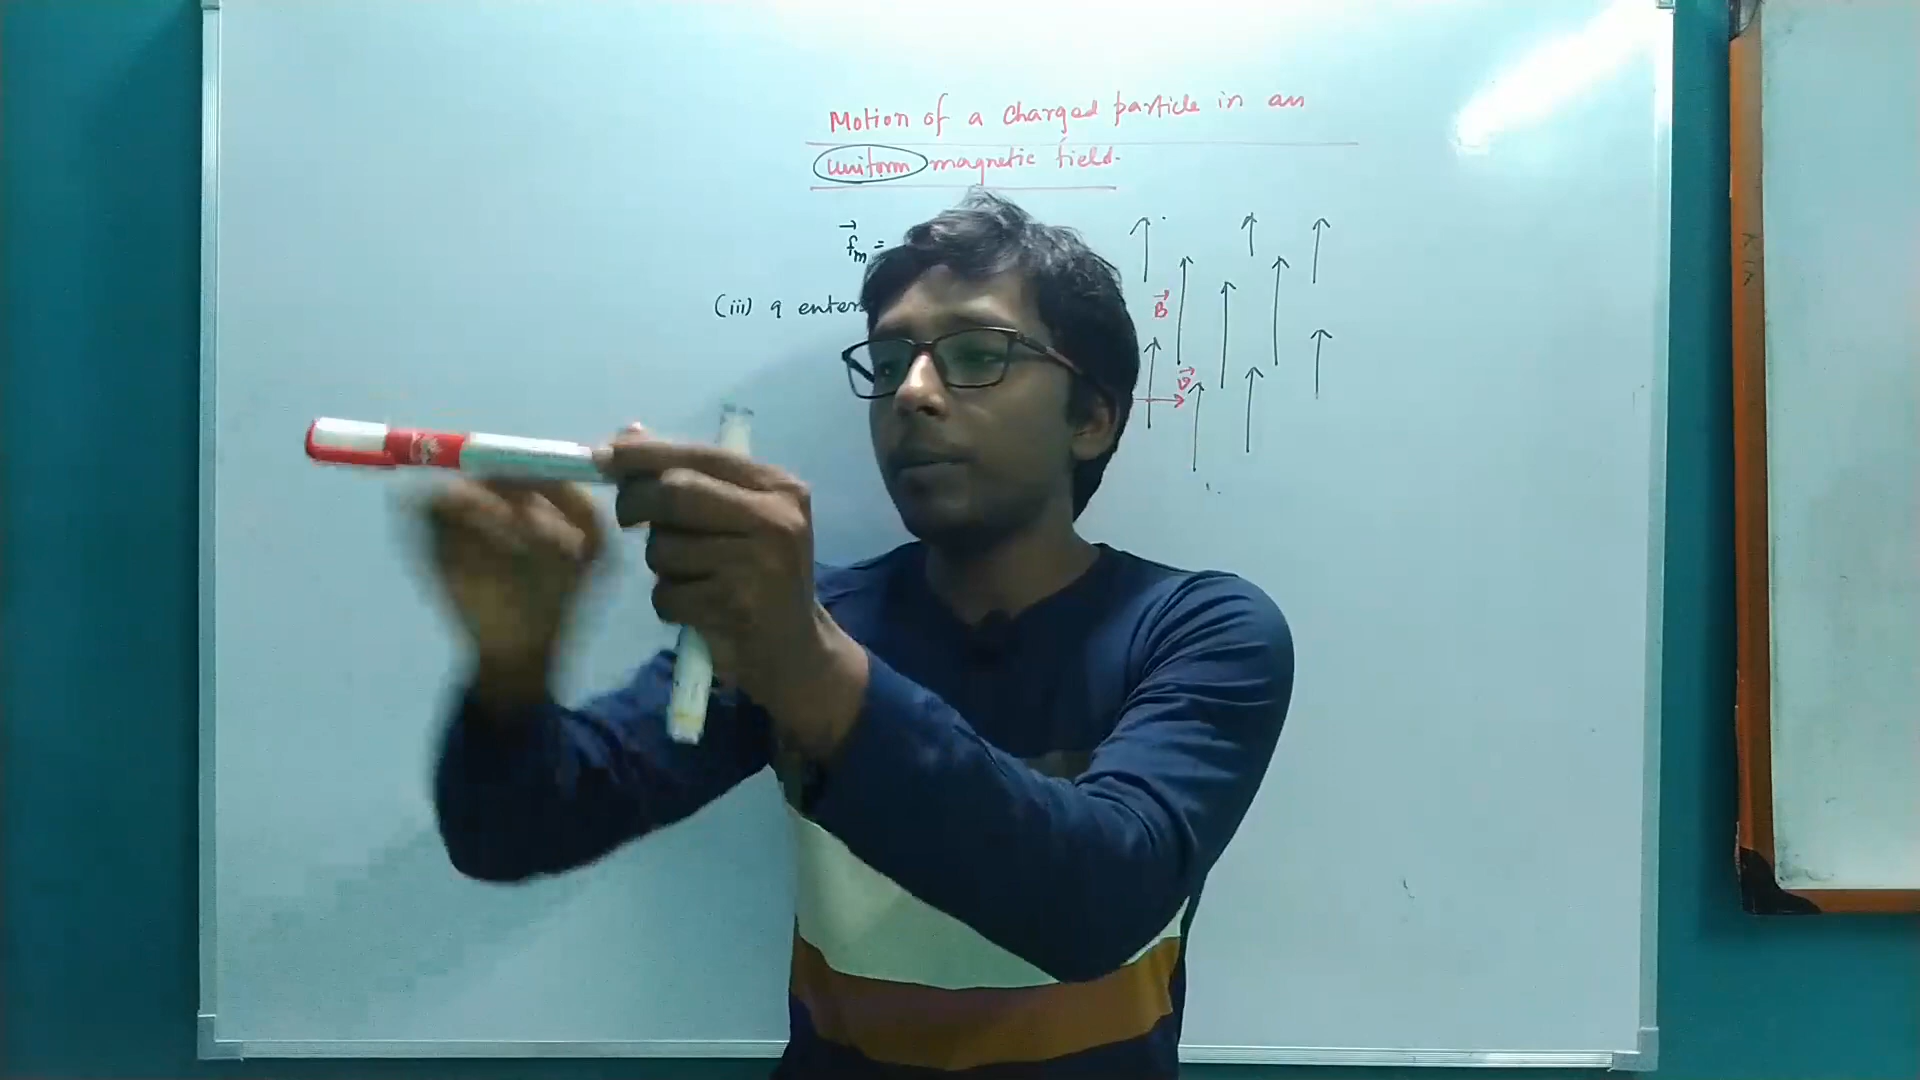 Motion of a charged particle in an
uniform magnetic field.
f⃗m =
(iii) q enters
B⃗
v⃗